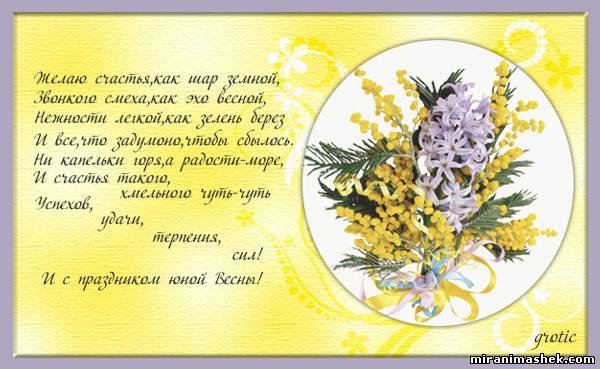 Желаю счастья,как шар земной,
Звонкого смеха,как эхо весной,
Нежности легкой,как зелень берез
И все,что задумоно,чтобы сбылось.
Ни капельки горя,а радости-море,
И счастья такого,
хмельного чуть-чуть
Успехов,
удачи,
терпения,
сил!
И с праздником юной Весны!
grotic
miranimashek.com